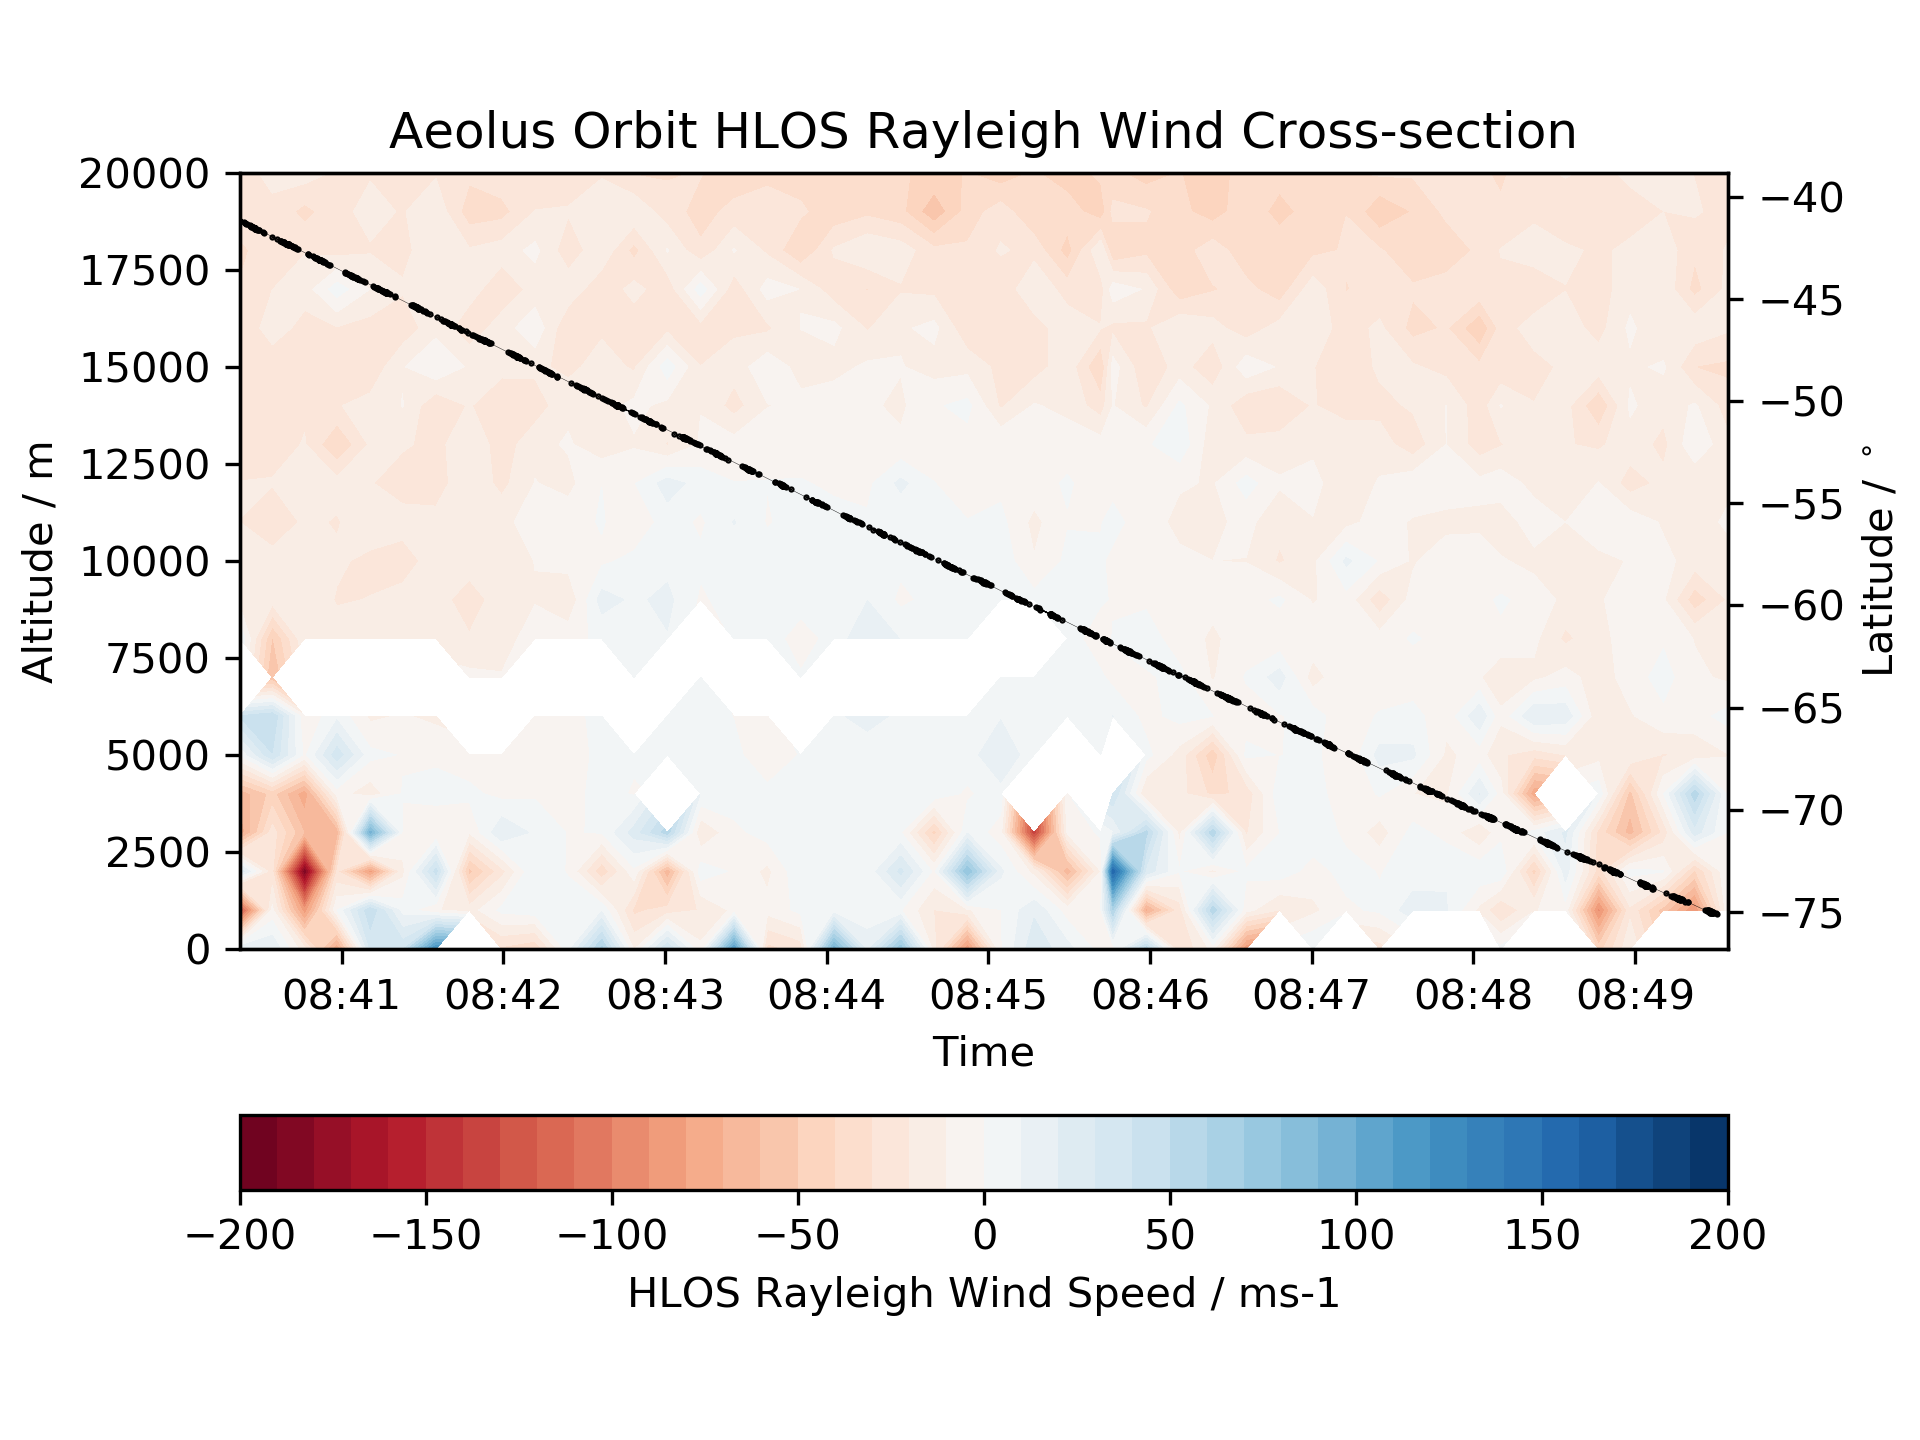 Aeolus Orbit HLOS Rayleigh Wind Cross-section
20000
17500
15000
12500
10000
7500
5000
2500
0
Altitude / m
−40
−45
−50
−55
−60
−65
−70
−75
Latitude / °
08:41 08:42 08:43 08:44 08:45 08:46 08:47 08:48 08:49
Time
−200 −150 −100 −50 0 50 100 150 200
HLOS Rayleigh Wind Speed / ms-1